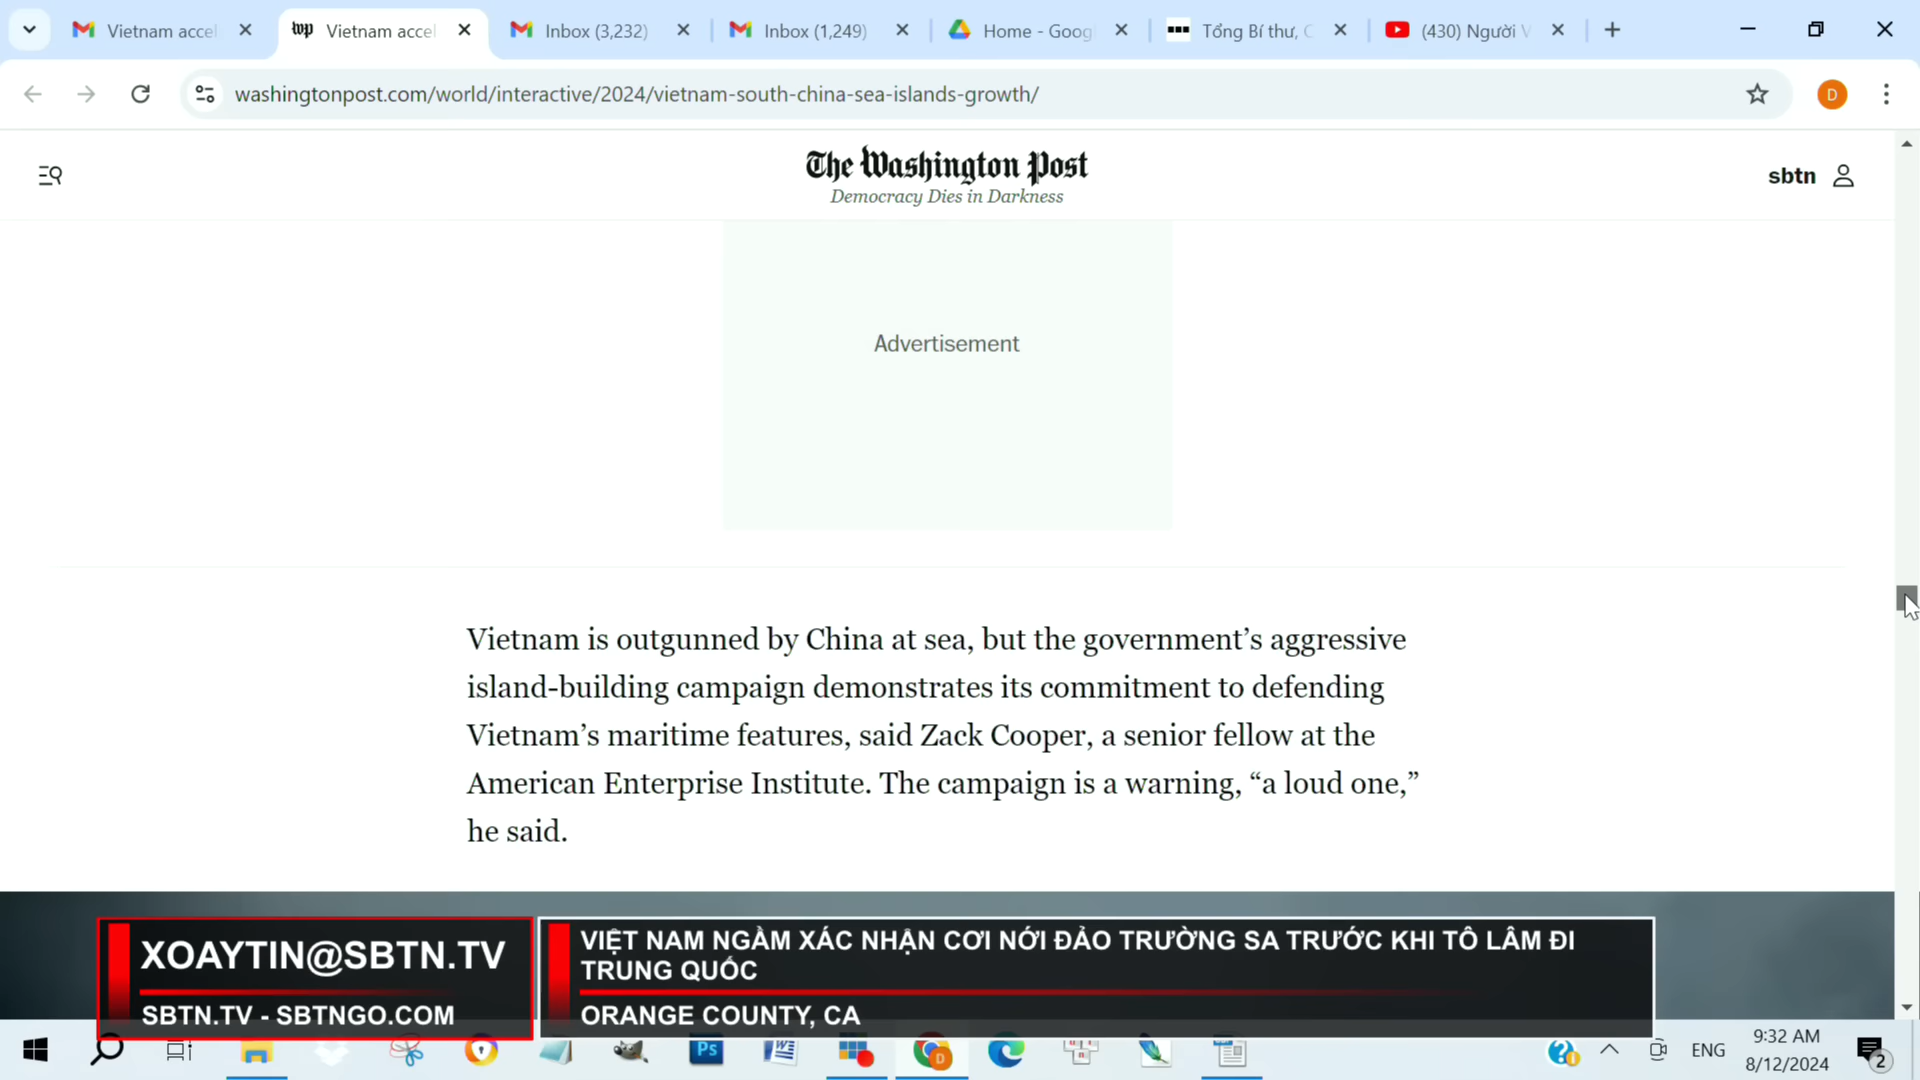 Vietnam accel
Vietnam accel
Inbox (3,232)
Inbox (1,249)
Home - Goog
Tổng Bí thư, C
(430) Người V
washingtonpost.com/world/interactive/2024/vietnam-south-china-sea-islands-growth/
D
The Washington Post
Democracy Dies in Darkness
sbtn
Advertisement
Vietnam is outgunned by China at sea, but the government’s aggressive
island-building campaign demonstrates its commitment to defending
Vietnam’s maritime features, said Zack Cooper, a senior fellow at the
American Enterprise Institute. The campaign is a warning, “a loud one,”
he said.
XOAYTIN@SBTN.TV
SBTN.TV - SBTNGO.COM
VIỆT NAM NGẦM XÁC NHẬN CƠI NỚI ĐẢO TRƯỜNG SA TRƯỚC KHI TÔ LÂM ĐI
TRUNG QUỐC
ORANGE COUNTY, CA
Ps
D
ENG
9:32 AM
8/12/2024
2